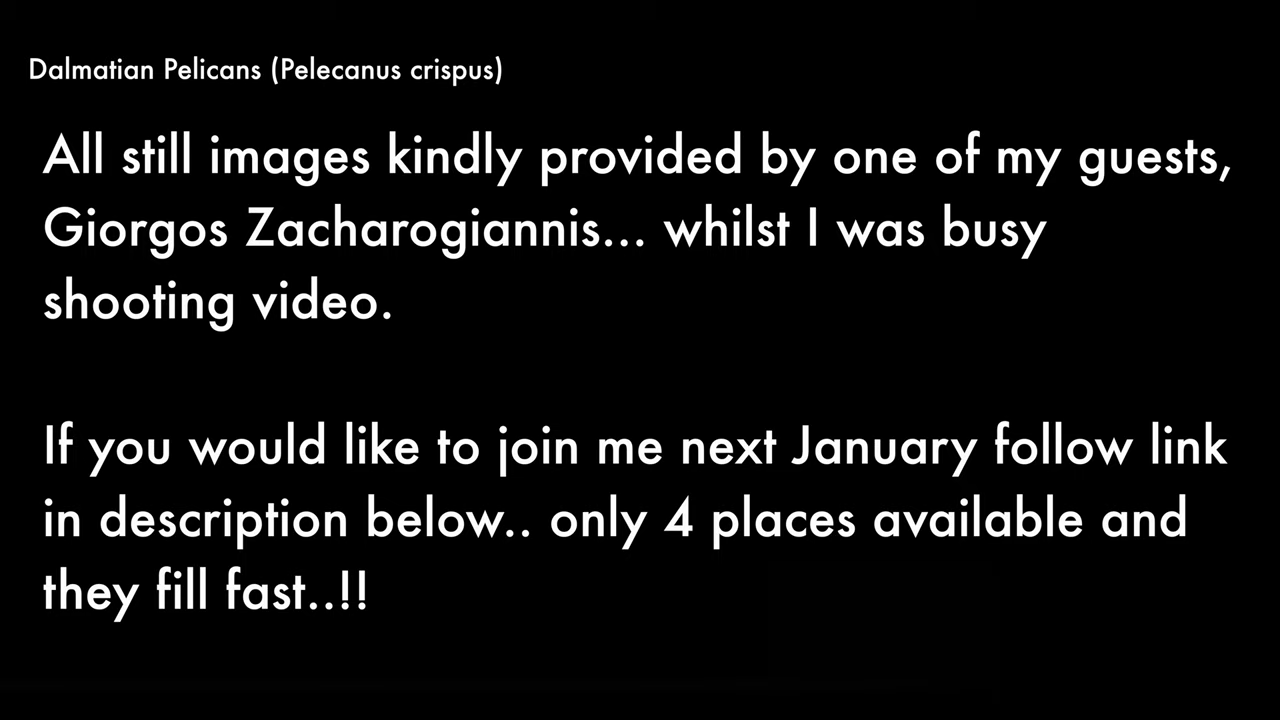 Dalmatian Pelicans (Pelecanus crispus)
All still images kindly provided by one of my guests,
Giorgos Zacharogiannis... whilst I was busy
shooting video.
If you would like to join me next January follow link
in description below.. only 4 places available and
they fill fast..!!